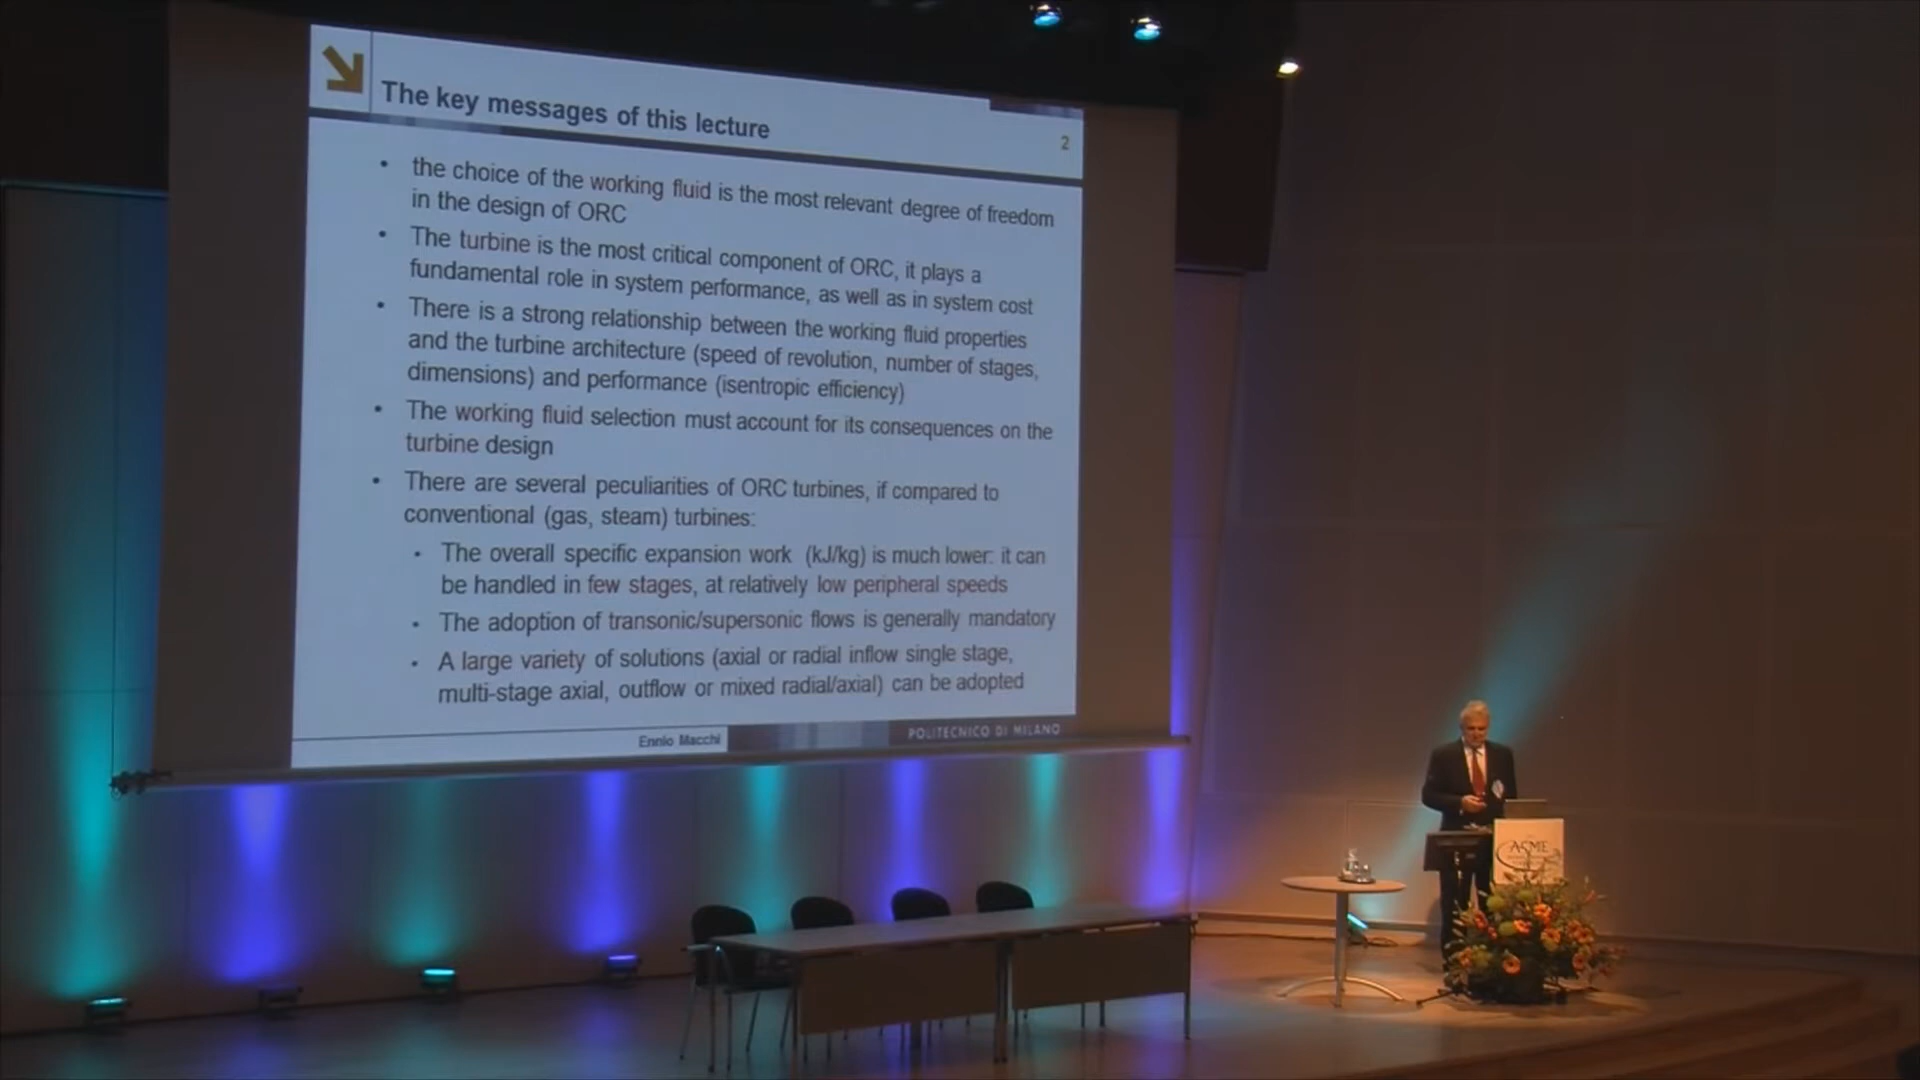 The key messages of this lecture
2
• the choice of the working fluid is the most relevant degree of freedom
in the design of ORC
• The turbine is the most critical component of ORC, it plays a
fundamental role in system performance, as well as in system cost
• There is a strong relationship between the working fluid properties
and the turbine architecture (speed of revolution, number of stages,
dimensions) and performance (isentropic efficiency)
• The working fluid selection must account for its consequences on the
turbine design
• There are several peculiarities of ORC turbines, if compared to
conventional (gas, steam) turbines:
• The overall specific expansion work (kJ/kg) is much lower: it can
be handled in few stages, at relatively low peripheral speeds
• The adoption of transonic/supersonic flows is generally mandatory
• A large variety of solutions (axial or radial inflow single stage,
multi-stage axial, outflow or mixed radial/axial) can be adopted
Ennio Macchi
POLITECNICO DI MILANO
ASME